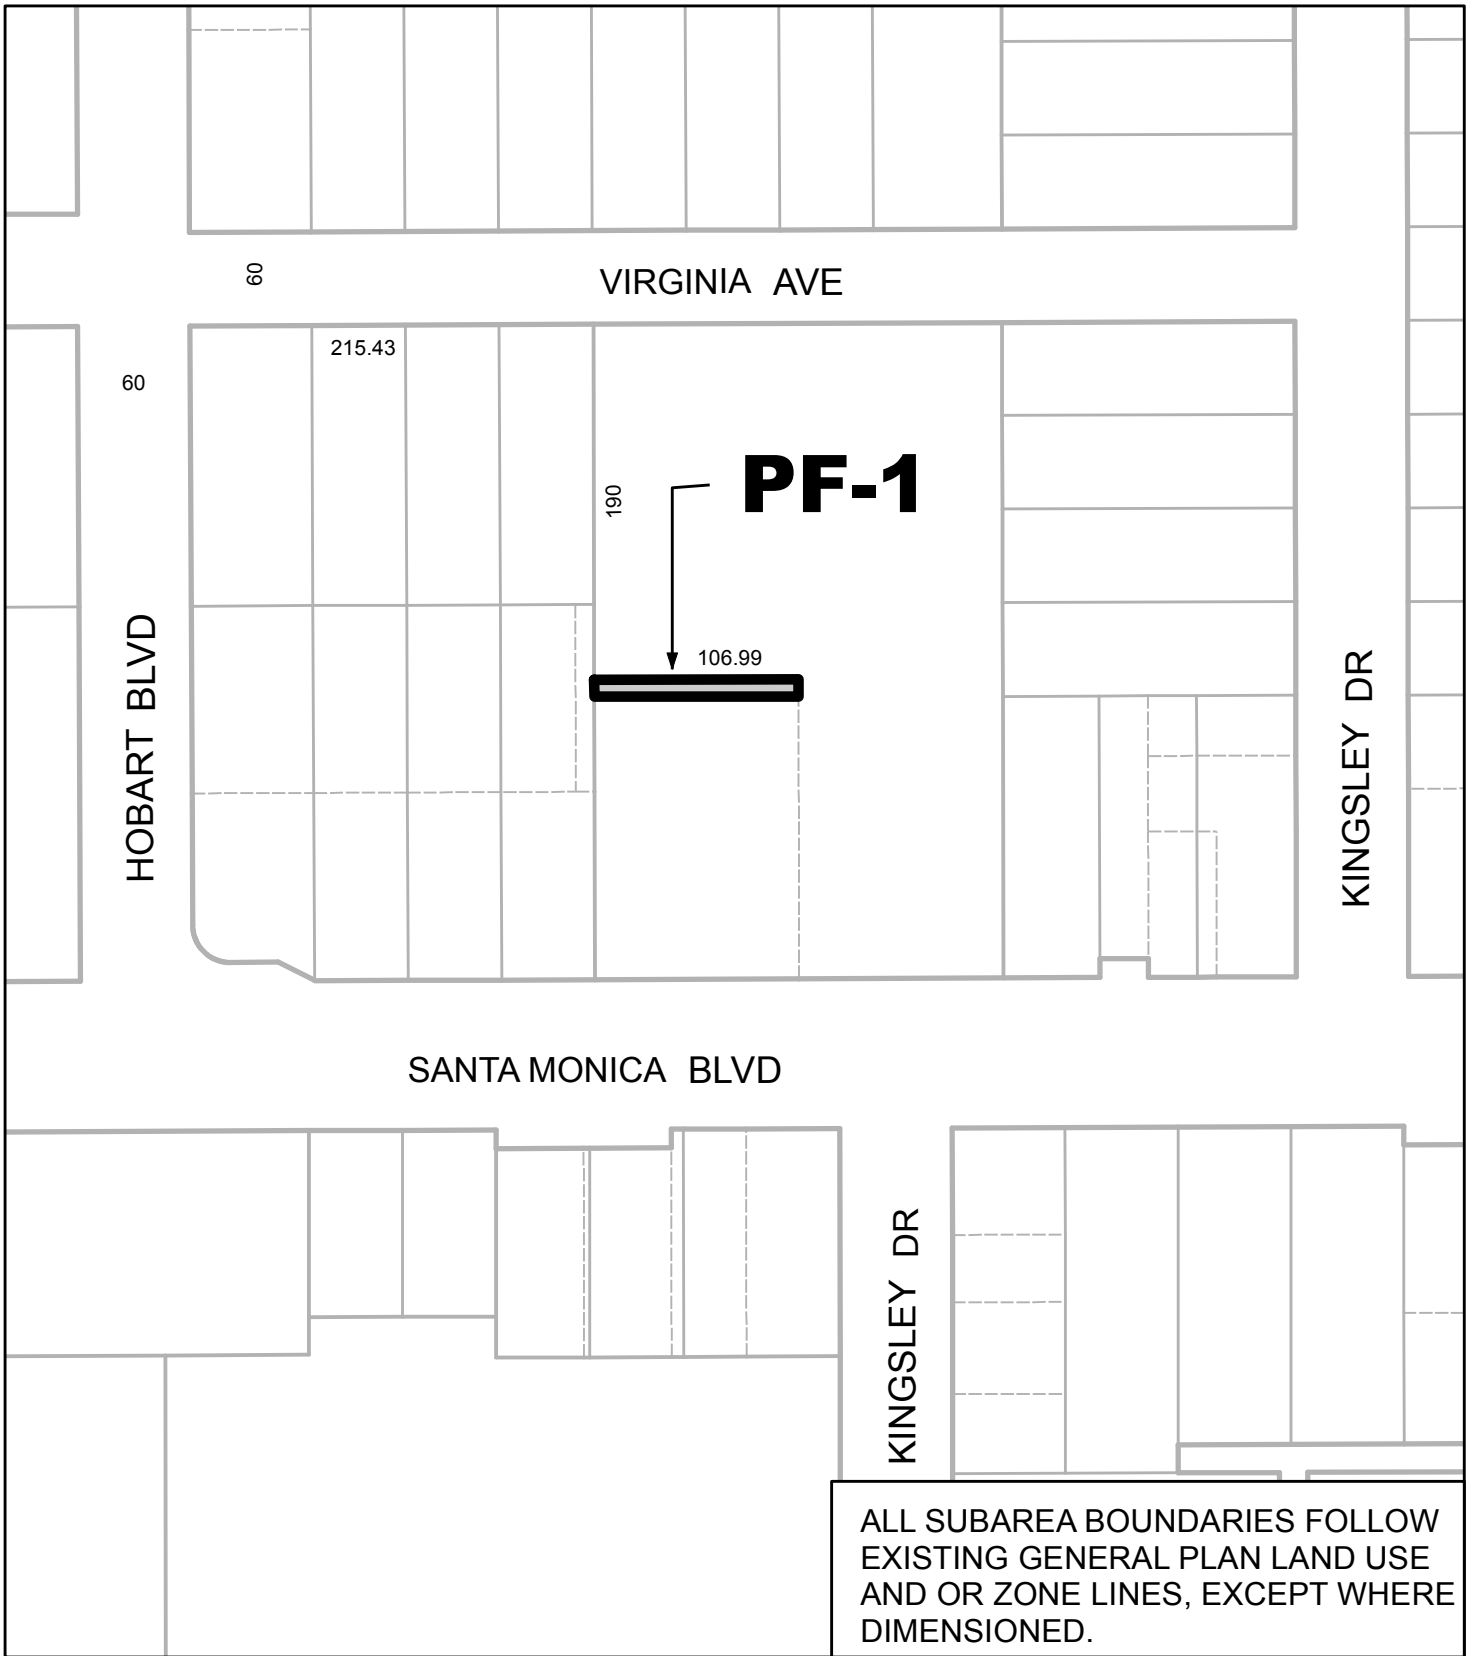 60
VIRGINIA AVE
215.43
60
PF-1
190
106.99
HOBART BLVD
KINGSLEY DR
SANTA MONICA BLVD
KINGSLEY DR
ALL SUBAREA BOUNDARIES FOLLOW
EXISTING GENERAL PLAN LAND USE
AND OR ZONE LINES, EXCEPT WHERE
DIMENSIONED.